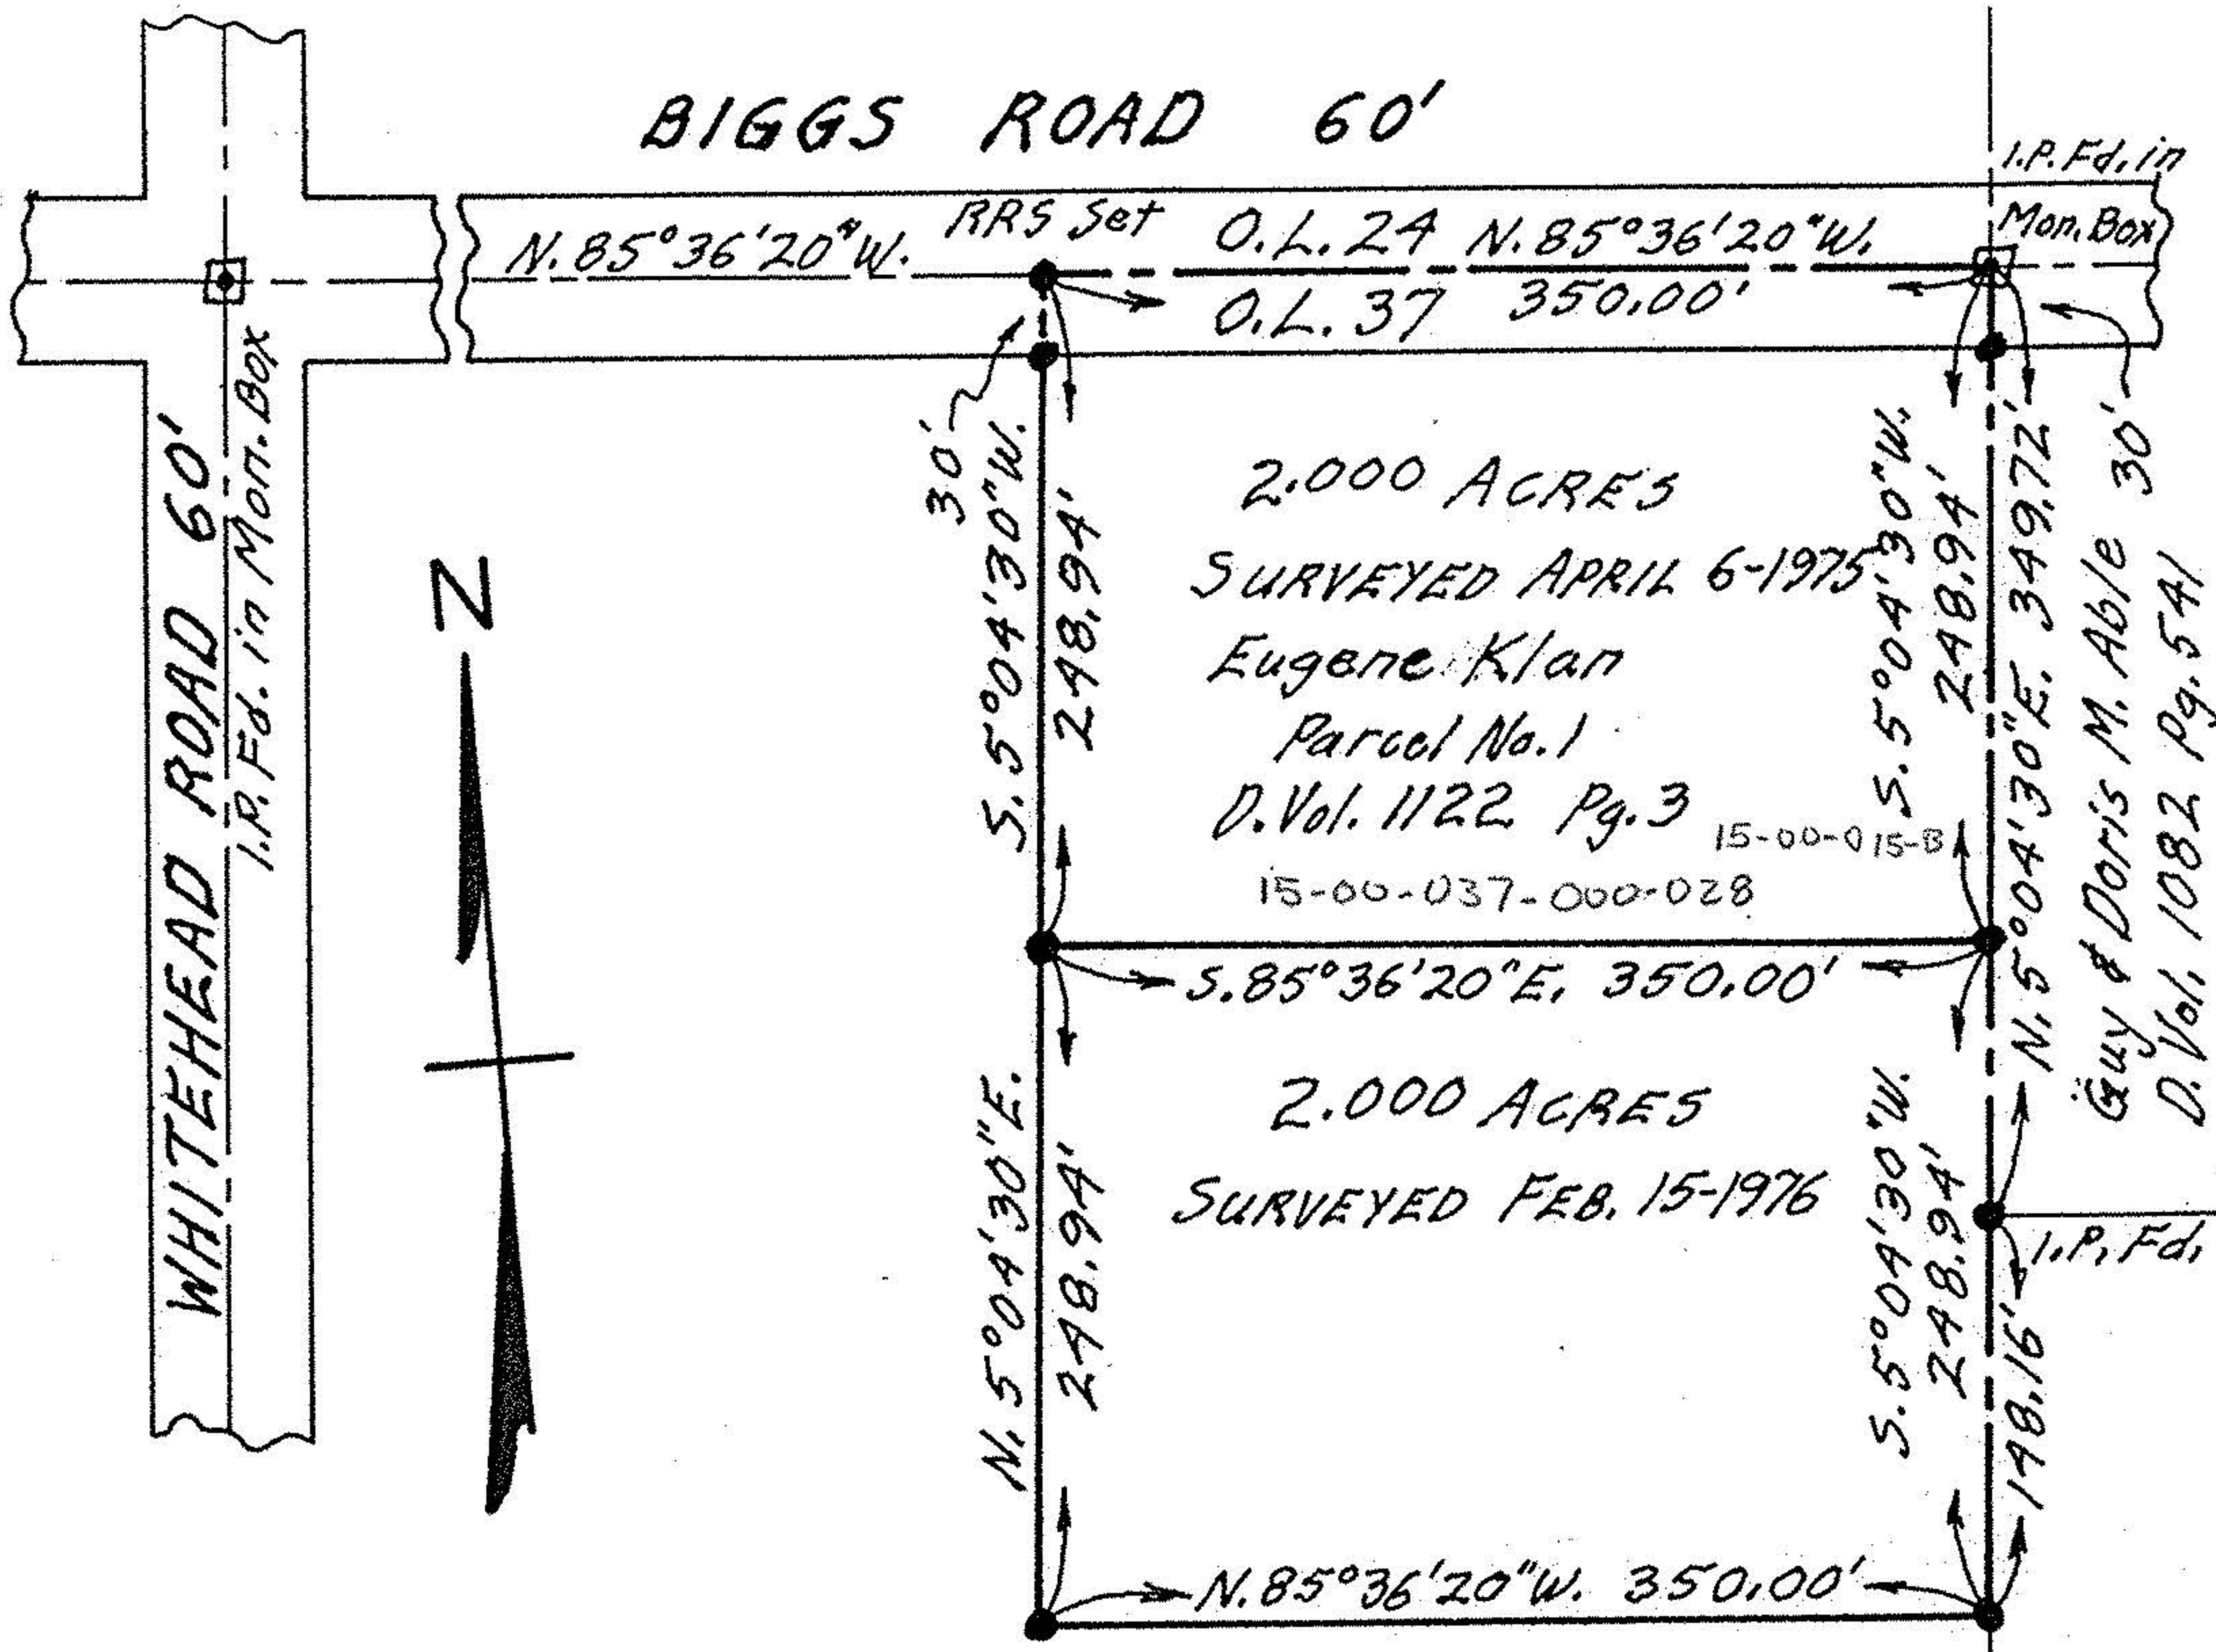 BIGGS ROAD 60'
I.P. Fd. in
Mon. Box
RRS Set
O.L. 24 N. 85°36'20" W.
N. 85°36'20" W.
O.L. 37 350.00'
WHITEHEAD ROAD 60'
I.P. Fd. in Mon. Box
N
30'
S. 5°04'30" W.
248.94'
2.000 ACRES
SURVEYED APRIL 6-1975
Eugene Klan
Parcel No. 1
D. Vol. 1122 Pg. 3
15-00-015-B
15-00-037-000-028
S. 5°04'30" W.
248.94'
N. 5°04'30" E. 349.72'
30'
Guy & Doris M. Able
D. Vol. 1082 Pg. 541
S. 85°36'20" E. 350.00'
N. 5°04'30" E.
248.94'
2.000 ACRES
SURVEYED FEB. 15-1976
S. 5°04'30" W.
248.94'
I.P. Fd.
148.16'
N. 85°36'20" W. 350.00'